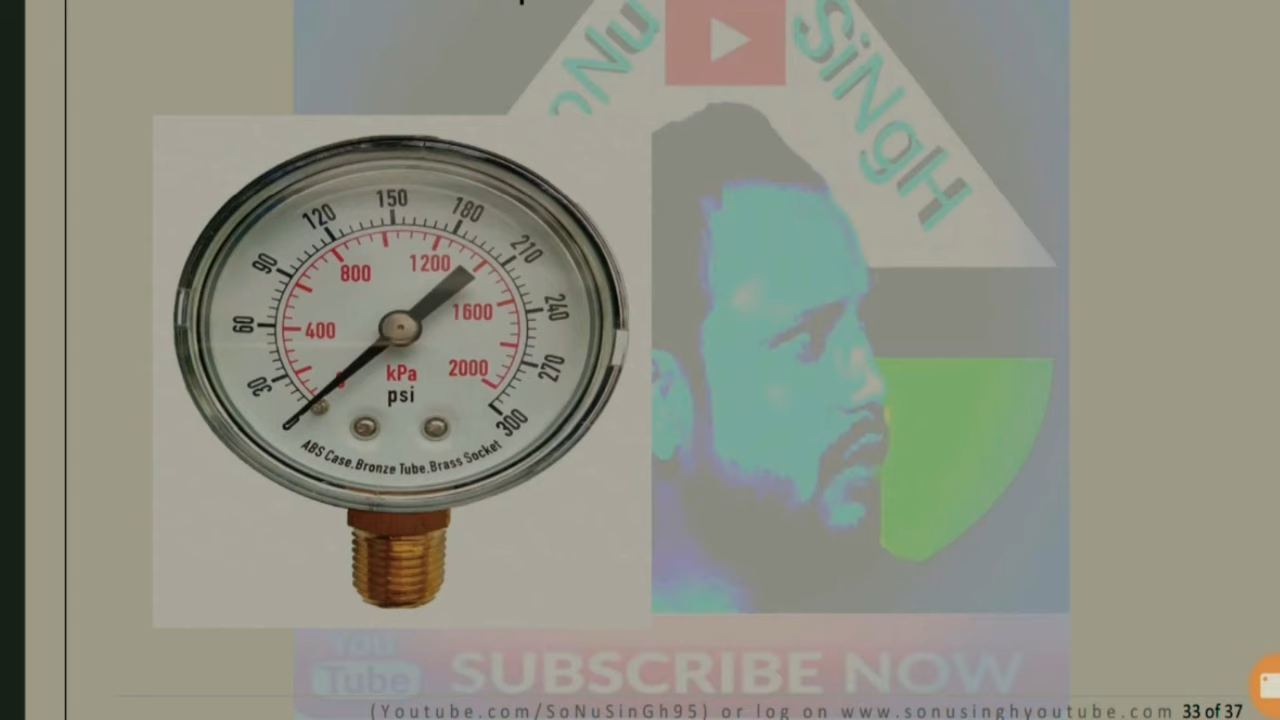 SiNgH
150
120
180
90
210
800
1200
60
240
400
1600
30
270
kPa
2000
psi
0
300
ABS Case.Bronze Tube.Brass Socket
You
Tube
SUBSCRIBE NOW
(Youtube.com/SoNuSinGh95) or log on www.sonusinghyoutube.com 33 of 37